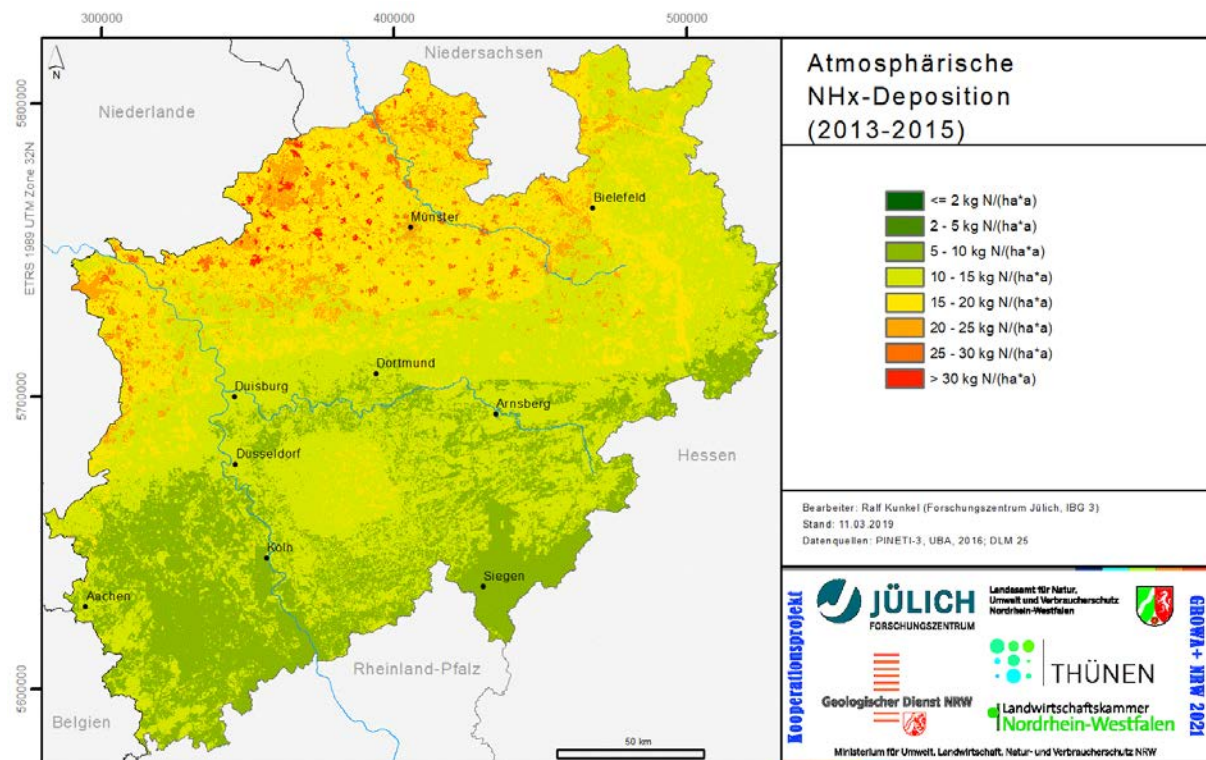 300000
400000
500000
5800000
5700000
5600000
ETRS 1989 UTM Zone 32N
N
Niedersachsen
Niederlande
Bielefeld
Münster
Dortmund
Duisburg
Arnsberg
Düsseldorf
Hessen
Köln
Siegen
Aachen
Rheinland-Pfalz
Belgien
50 km
Atmosphärische
NHx-Deposition
(2013-2015)
<= 2 kg N/(ha*a)
2 - 5 kg N/(ha*a)
5 - 10 kg N/(ha*a)
10 - 15 kg N/(ha*a)
15 - 20 kg N/(ha*a)
20 - 25 kg N/(ha*a)
25 - 30 kg N/(ha*a)
> 30 kg N/(ha*a)
Bearbeiter: Ralf Kunkel (Forschungszentrum Jülich, IBG 3)
Stand: 11.03.2019
Datenquellen: PINETI-3, UBA, 2016; DLM 25
Kooperationsprojekt
JÜLICH
FORSCHUNGSZENTRUM
Landesamt für Natur,
Umwelt und Verbraucherschutz
Nordrhein-Westfalen
THÜNEN
Geologischer Dienst NRW
Landwirtschaftskammer
Nordrhein-Westfalen
GROWA+ NRW 2021
Ministerium für Umwelt, Landwirtschaft, Natur- und Verbraucherschutz NRW